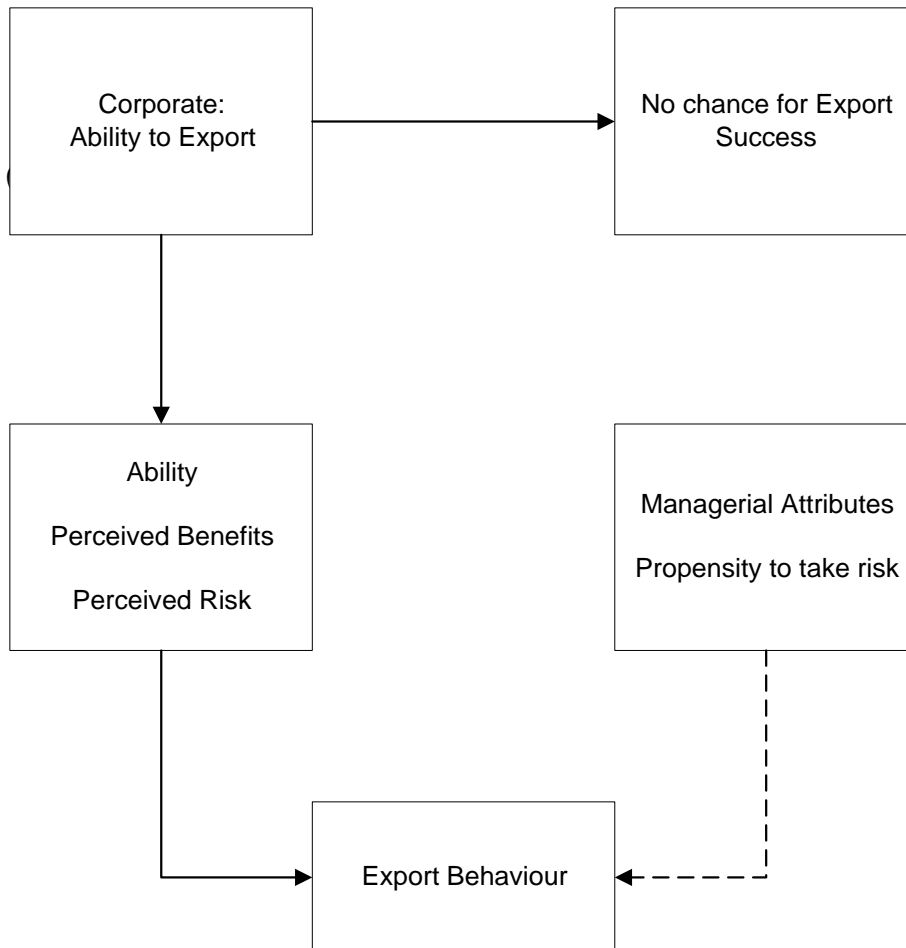 Corporate:
Ability to Export
No chance for Export
Success
Ability
Perceived Benefits
Perceived Risk
Managerial Attributes
Propensity to take risk
Export Behaviour